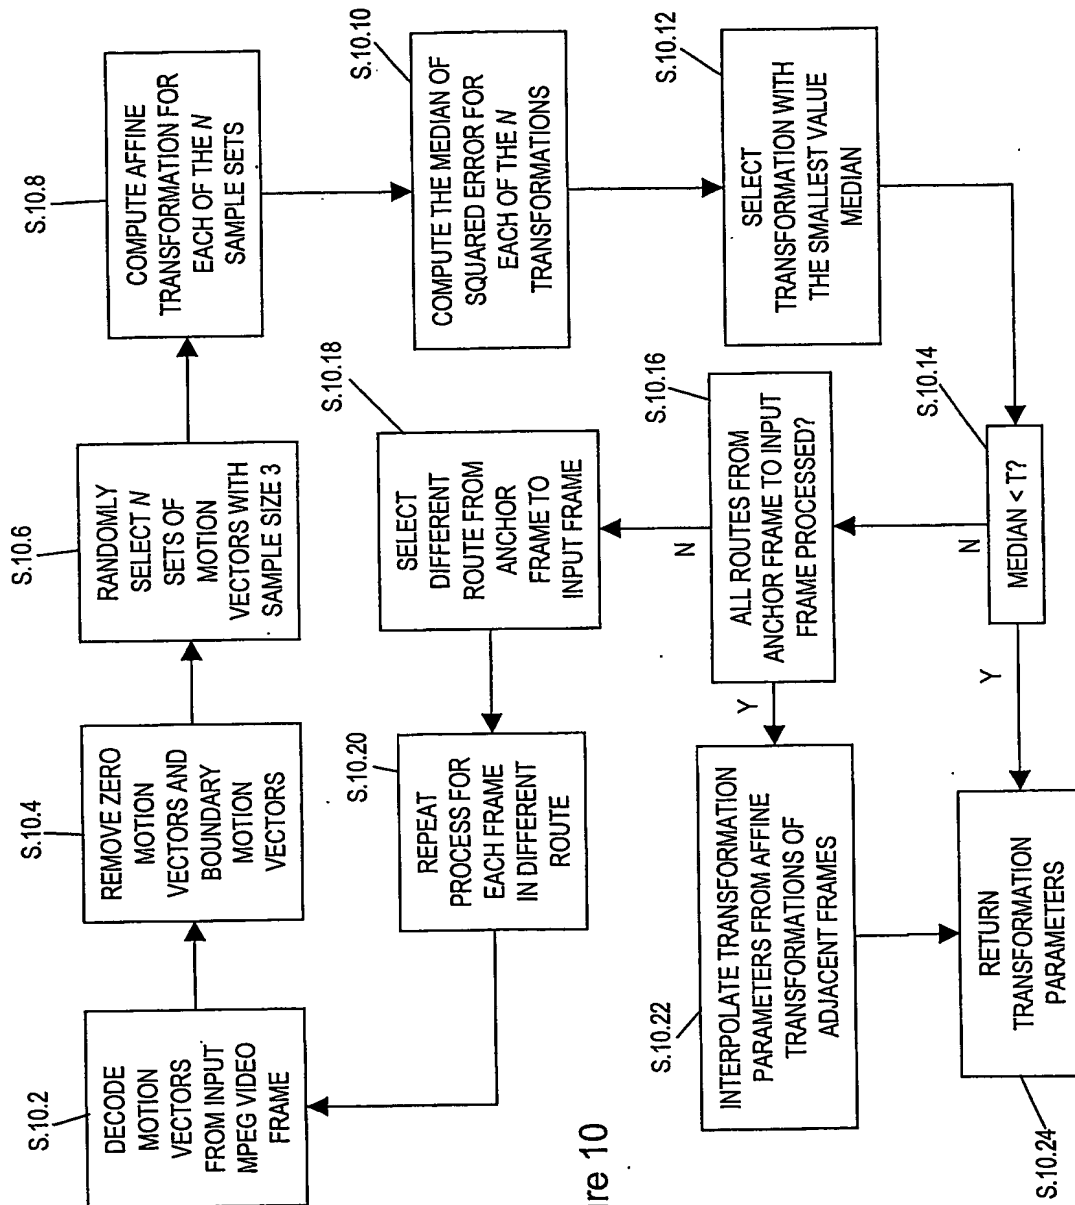 S.10.2
DECODE
MOTION
VECTORS
FROM INPUT
MPEG VIDEO
FRAME
S.10.4
REMOVE ZERO
MOTION
VECTORS AND
BOUNDARY
MOTION
VECTORS
S.10.6
RANDOMLY
SELECT N
SETS OF
MOTION
VECTORS WITH
SAMPLE SIZE 3
S.10.8
COMPUTE AFFINE
TRANSFORMATION FOR
EACH OF THE N
SAMPLE SETS
S.10.10
COMPUTE THE MEDIAN OF
SQUARED ERROR FOR
EACH OF THE N
TRANSFORMATIONS
S.10.12
SELECT
TRANSFORMATION WITH
THE SMALLEST VALUE
MEDIAN
S.10.14
MEDIAN < T?
N
Y
S.10.16
ALL ROUTES FROM
ANCHOR FRAME TO INPUT
FRAME PROCESSED?
N
Y
S.10.18
SELECT
DIFFERENT
ROUTE FROM
ANCHOR
FRAME TO
INPUT FRAME
S.10.20
REPEAT
PROCESS FOR
EACH FRAME
IN DIFFERENT
ROUTE
S.10.22
INTERPOLATE TRANSFORMATION
PARAMETERS FROM AFFINE
TRANSFORMATIONS OF
ADJACENT FRAMES
S.10.24
RETURN
TRANSFORMATION
PARAMETERS
re 10